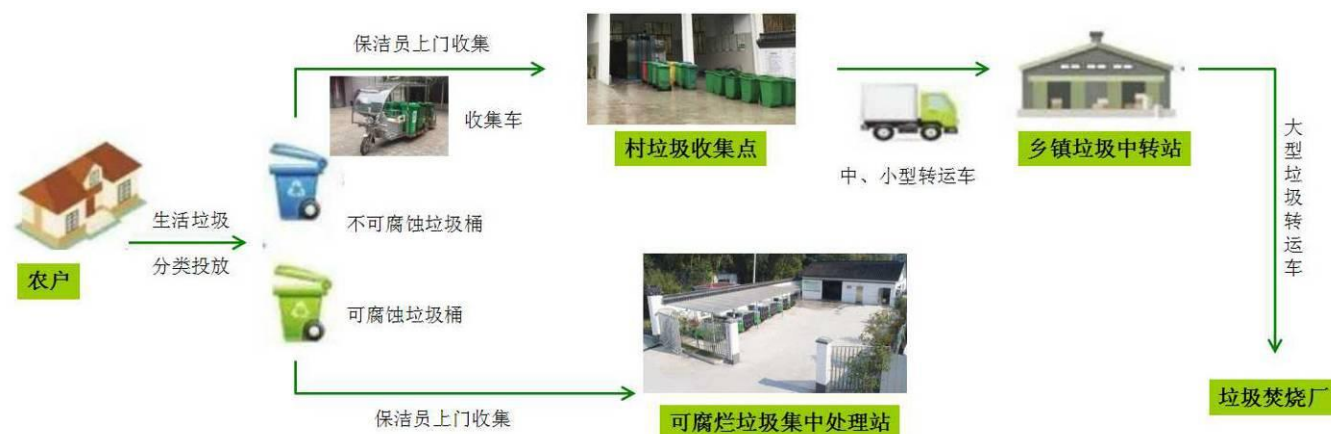 保洁员上门收集
收集车
村垃圾收集点
中、小型转运车
乡镇垃圾中转站
大型垃圾转运车
生活垃圾
分类投放
农户
不可腐蚀垃圾桶
可腐蚀垃圾桶
保洁员上门收集
可腐烂垃圾集中处理站
垃圾焚烧厂